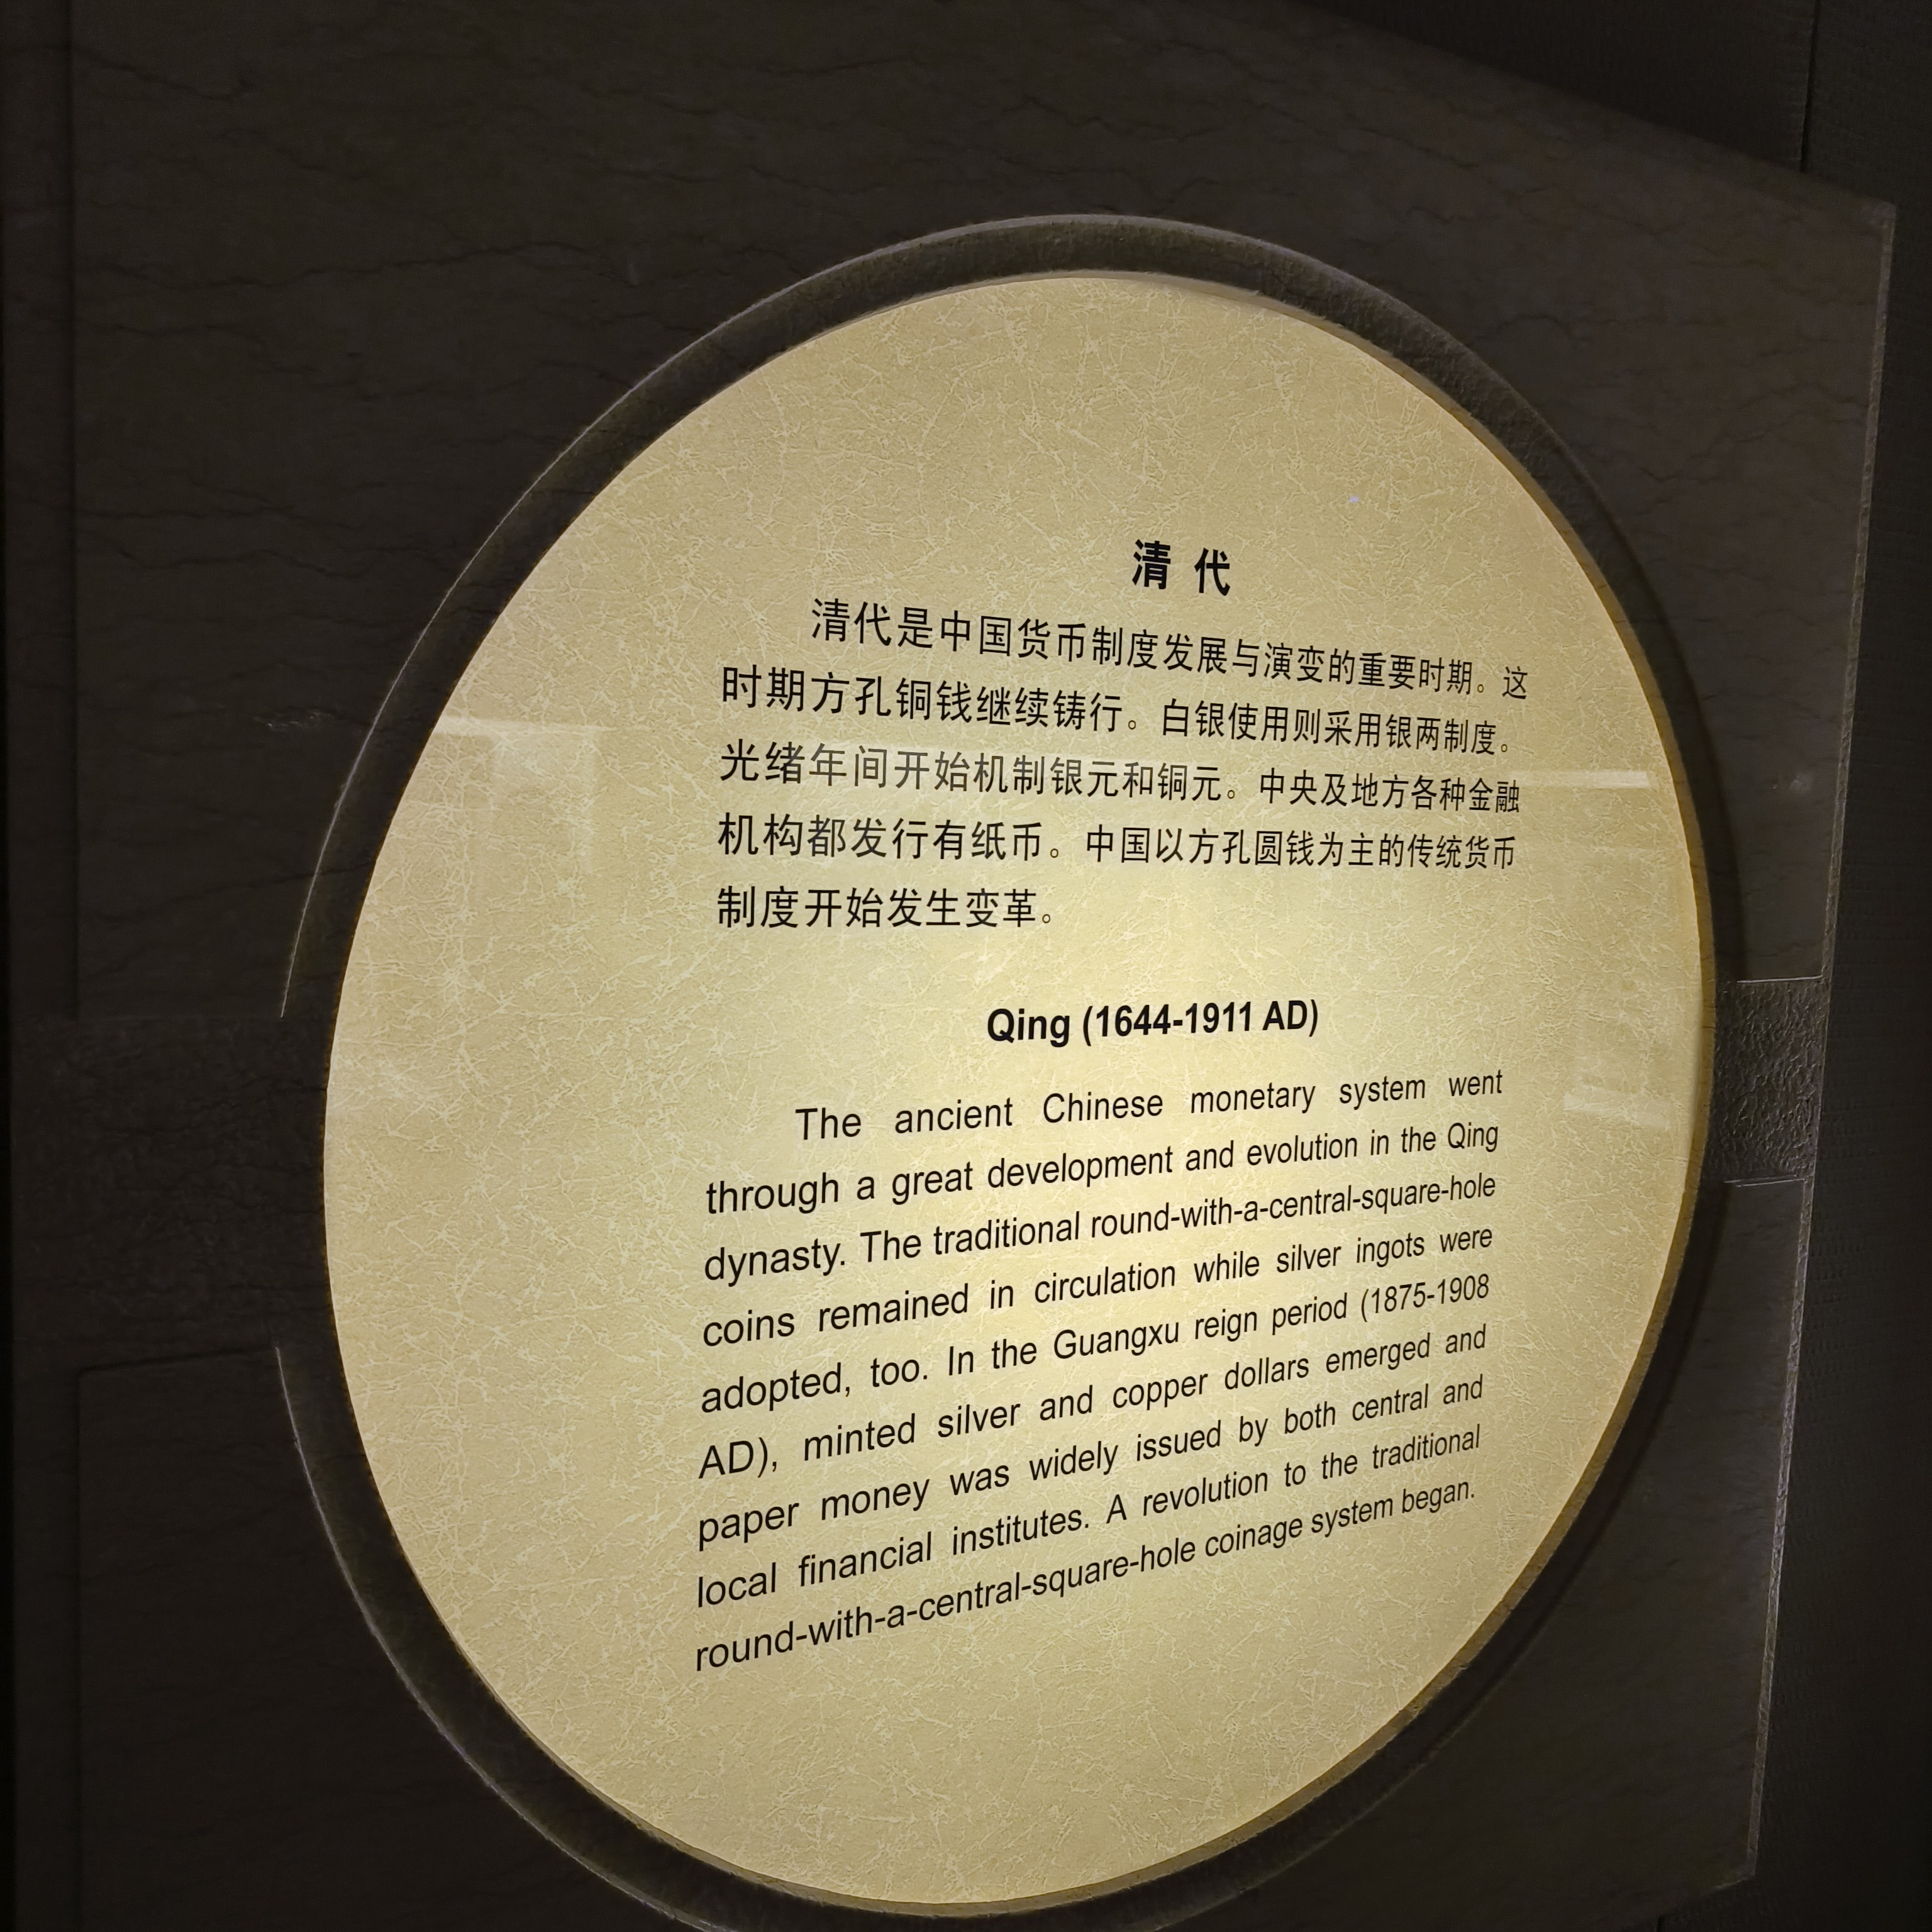 清 代
清代是中国货币制度发展与演变的重要时期。这
时期方孔铜钱继续铸行。白银使用则采用银两制度。
光绪年间开始机制银元和铜元。中央及地方各种金融
机构都发行有纸币。中国以方孔圆钱为主的传统货币
制度开始发生变革。
Qing (1644-1911 AD)
The ancient Chinese monetary system went
through a great development and evolution in the Qing
dynasty. The traditional round-with-a-central-square-hole
coins remained in circulation while silver ingots were
adopted, too. In the Guangxu reign period (1875-1908
AD), minted silver and copper dollars emerged and
paper money was widely issued by both central and
local financial institutes. A revolution to the traditional
round-with-a-central-square-hole coinage system began.